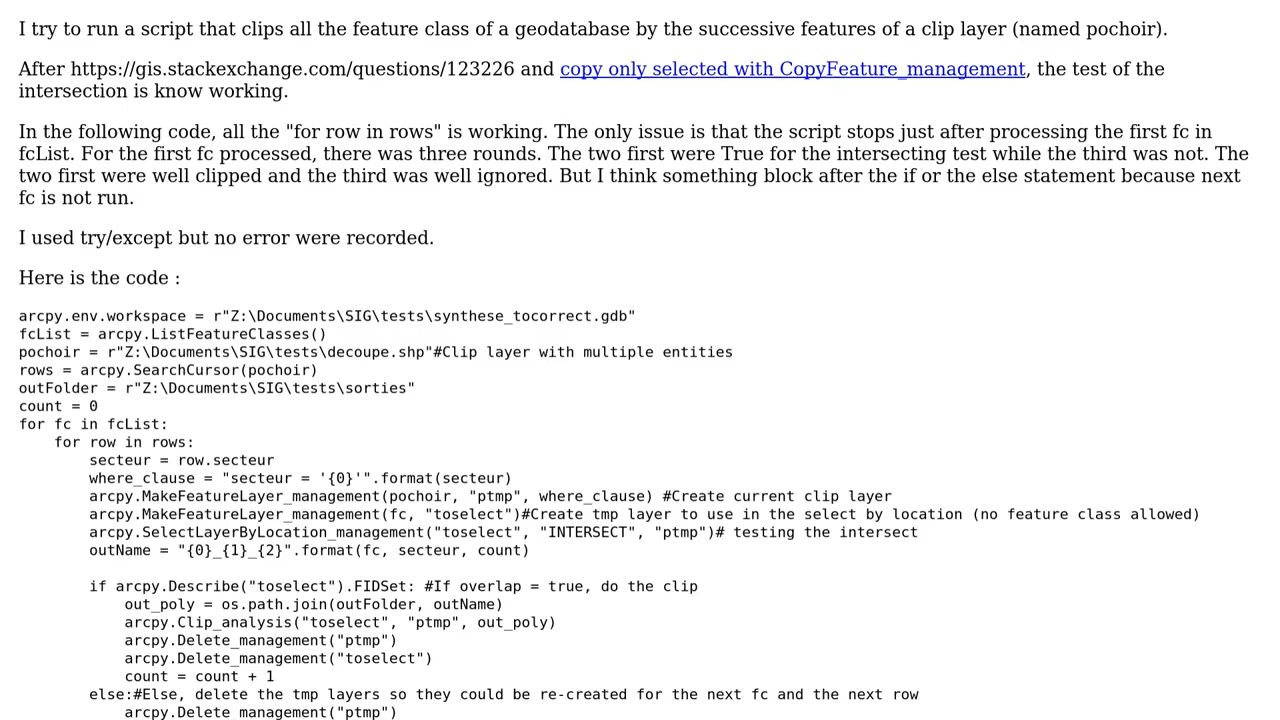 I try to run a script that clips all the feature class of a geodatabase by the successive features of a clip layer (named pochoir).
After https://gis.stackexchange.com/questions/123226 and copy only selected with CopyFeature_management, the test of the
intersection is know working.
In the following code, all the "for row in rows" is working. The only issue is that the script stops just after processing the first fc in
fcList. For the first fc processed, there was three rounds. The two first were True for the intersecting test while the third was not. The
two first were well clipped and the third was well ignored. But I think something block after the if or the else statement because next
fc is not run.
I used try/except but no error were recorded.
Here is the code :
arcpy.env.workspace = r"Z:\Documents\SIG\tests\synthese_tocorrect.gdb"
fcList = arcpy.ListFeatureClasses()
pochoir = r"Z:\Documents\SIG\tests\decoupe.shp"#Clip layer with multiple entities
rows = arcpy.SearchCursor(pochoir)
outFolder = r"Z:\Documents\SIG\tests\sorties"
count = 0
for fc in fcList:
    for row in rows:
        secteur = row.secteur
        where_clause = "secteur = '{0}'".format(secteur)
        arcpy.MakeFeatureLayer_management(pochoir, "ptmp", where_clause) #Create current clip layer
        arcpy.MakeFeatureLayer_management(fc, "toselect")#Create tmp layer to use in the select by location (no feature class allowed)
        arcpy.SelectLayerByLocation_management("toselect", "INTERSECT", "ptmp")# testing the intersect
        outName = "{0}_{1}_{2}".format(fc, secteur, count)
        if arcpy.Describe("toselect").FIDSet: #If overlap = true, do the clip
            out_poly = os.path.join(outFolder, outName)
            arcpy.Clip_analysis("toselect", "ptmp", out_poly)
            arcpy.Delete_management("ptmp")
            arcpy.Delete_management("toselect")
            count = count + 1
        else:#Else, delete the tmp layers so they could be re-created for the next fc and the next row
            arcpy.Delete_management("ptmp")